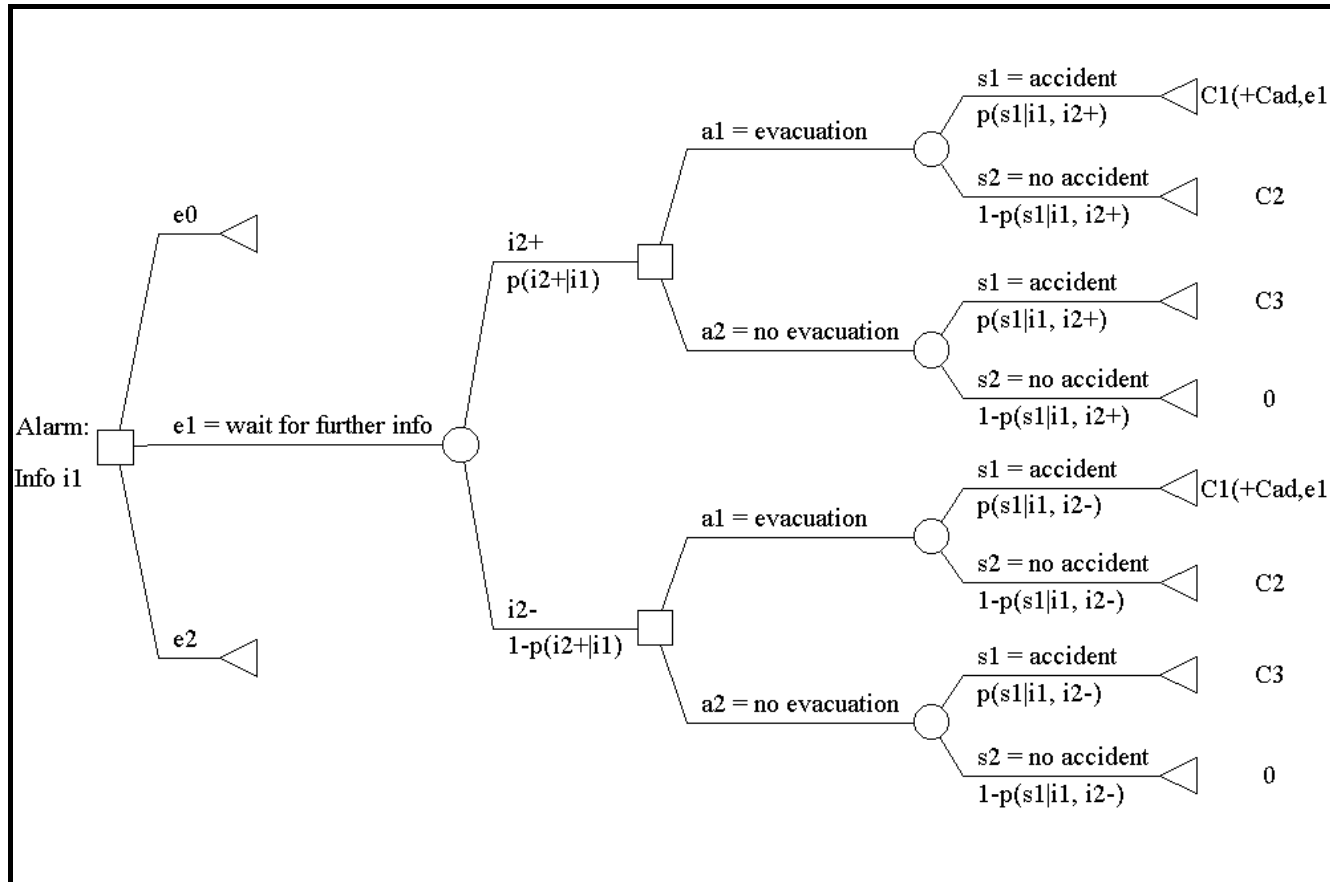 s1 = accident
C1(+Cad,e1
p(s1|i1, i2+)
a1 = evacuation
s2 = no accident
C2
1-p(s1|i1, i2+)
e0
i2+
p(i2+|i1)
s1 = accident
C3
p(s1|i1, i2+)
a2 = no evacuation
s2 = no accident
0
1-p(s1|i1, i2+)
Alarm:
e1 = wait for further info
Info i1
s1 = accident
C1(+Cad,e1
p(s1|i1, i2-)
a1 = evacuation
s2 = no accident
C2
1-p(s1|i1, i2-)
i2-
1-p(i2+|i1)
e2
s1 = accident
C3
p(s1|i1, i2-)
a2 = no evacuation
s2 = no accident
0
1-p(s1|i1, i2-)